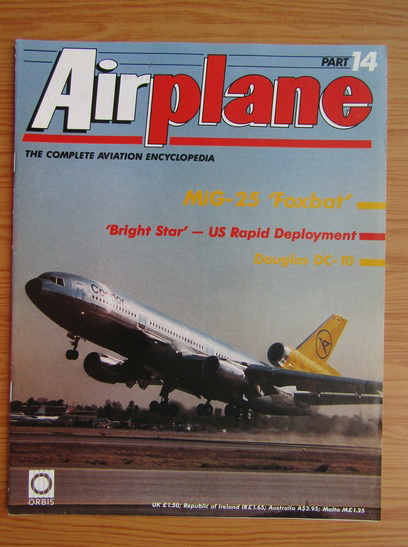 PART 14
Airplane
THE COMPLETE AVIATION ENCYCLOPEDIA
MiG-25 'Foxbat'
'Bright Star' — US Rapid Deployment
Douglas DC-10
Condor
ORBIS
UK £1.50; Republic of Ireland IR£1.65; Australia A$3.95; Malta M£1.25